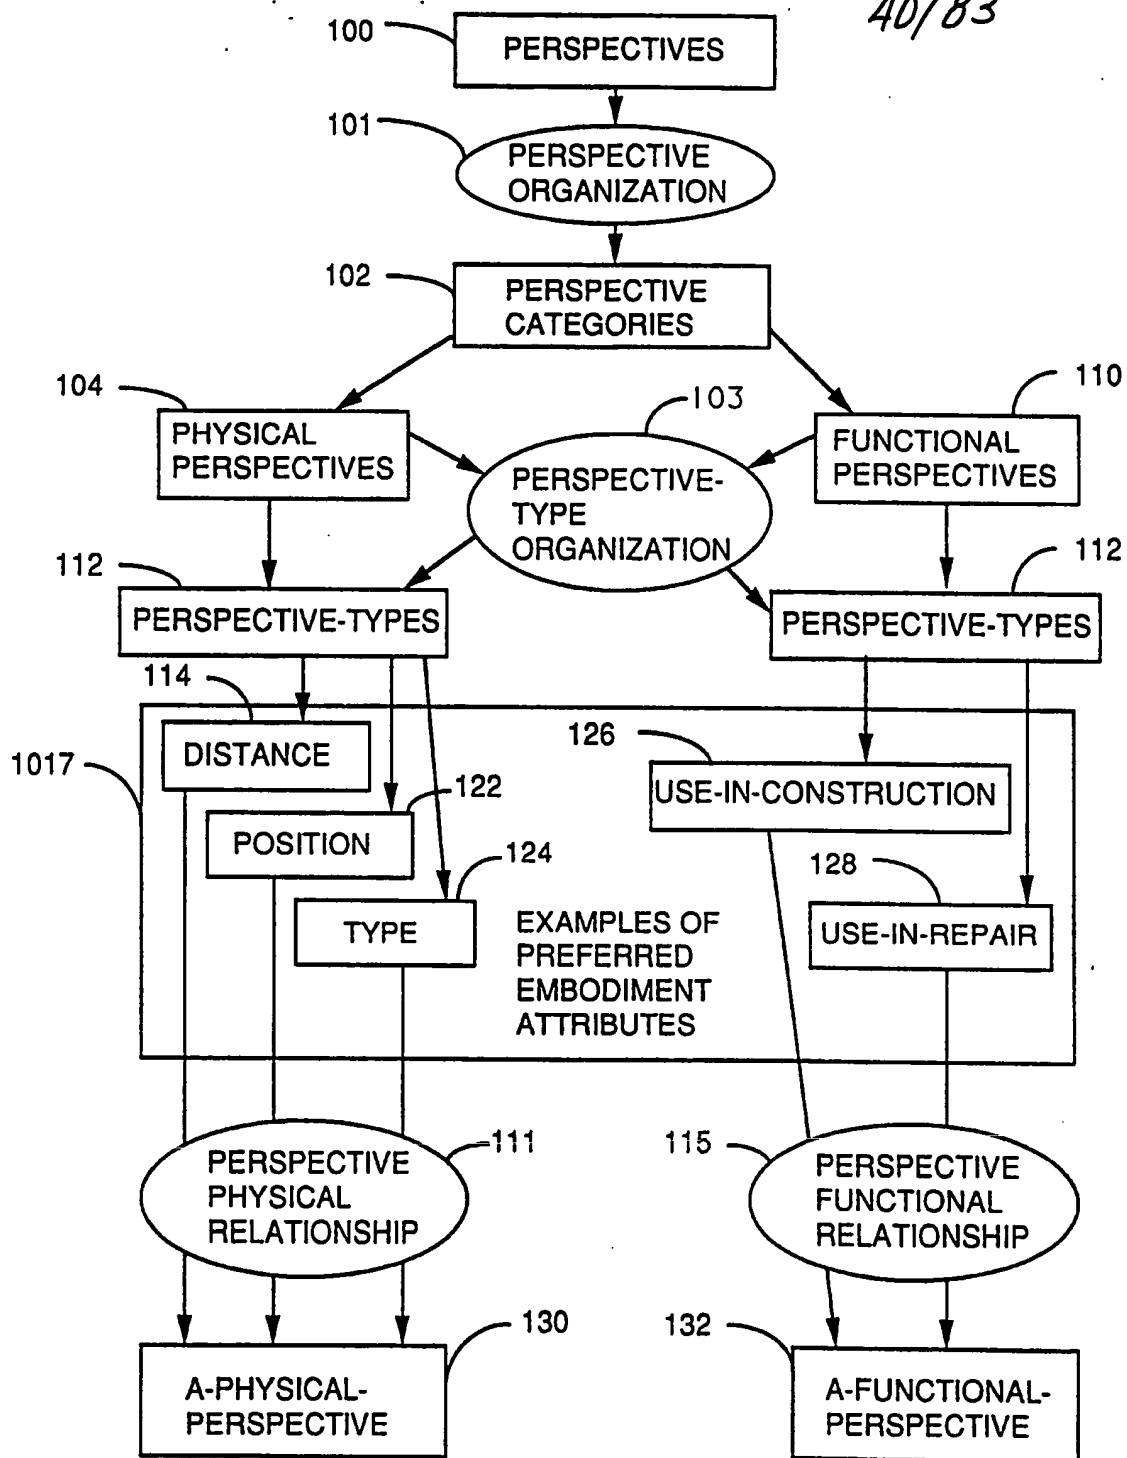 40/83
100
PERSPECTIVES
101
PERSPECTIVE
ORGANIZATION
102
PERSPECTIVE
CATEGORIES
104
PHYSICAL
PERSPECTIVES
103
PERSPECTIVE-
TYPE
ORGANIZATION
110
FUNCTIONAL
PERSPECTIVES
112
PERSPECTIVE-TYPES
112
PERSPECTIVE-TYPES
114
DISTANCE
1017
122
POSITION
124
TYPE
126
USE-IN-CONSTRUCTION
128
USE-IN-REPAIR
EXAMPLES OF
PREFERRED
EMBODIMENT
ATTRIBUTES
111
PERSPECTIVE
PHYSICAL
RELATIONSHIP
115
PERSPECTIVE
FUNCTIONAL
RELATIONSHIP
130
A-PHYSICAL-
PERSPECTIVE
132
A-FUNCTIONAL-
PERSPECTIVE